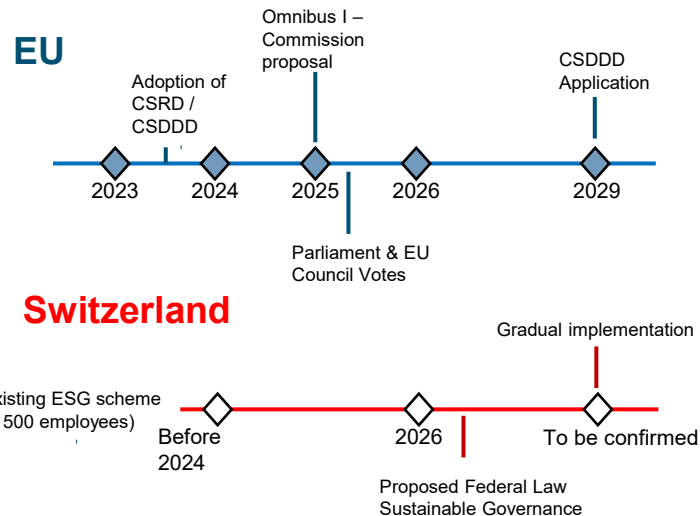 EU
Omnibus I –
Commission
proposal
Adoption of
CSRD /
CSDDD
CSDDD
Application
2023
2024
2025
2026
2029
Parliament & EU
Council Votes
Switzerland
Gradual implementation
xisting ESG scheme
500 employees)
Before
2024
2026
To be confirmed
Proposed Federal Law
Sustainable Governance